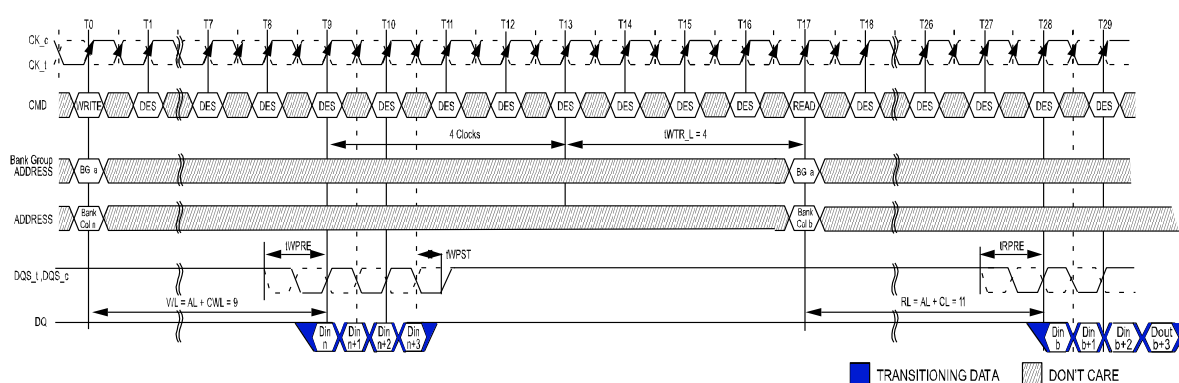 T0 T1 T7 T8 T9 T10 T11 T12 T13 T14 T15 T16 T17 T18 T26 T27 T28 T29
CK_c
CK_t
CMD WRITE DES DES DES DES DES DES DES DES DES DES DES READ DES DES DES DES DES
4 Clocks tWTR_L = 4
Bank Group
ADDRESS BG a BG a
ADDRESS Bank Col n Bank Col b
tWPRE tWPST tRPRE
DQS_t ,DQS_c
WL = AL + CWL = 9 RL = AL + CL = 11
DQ Din n Din n+1 Din n+2 Din n+3 Din b Din b+1 Din b+2 Dout b+3
TRANSITIONING DATA DON'T CARE